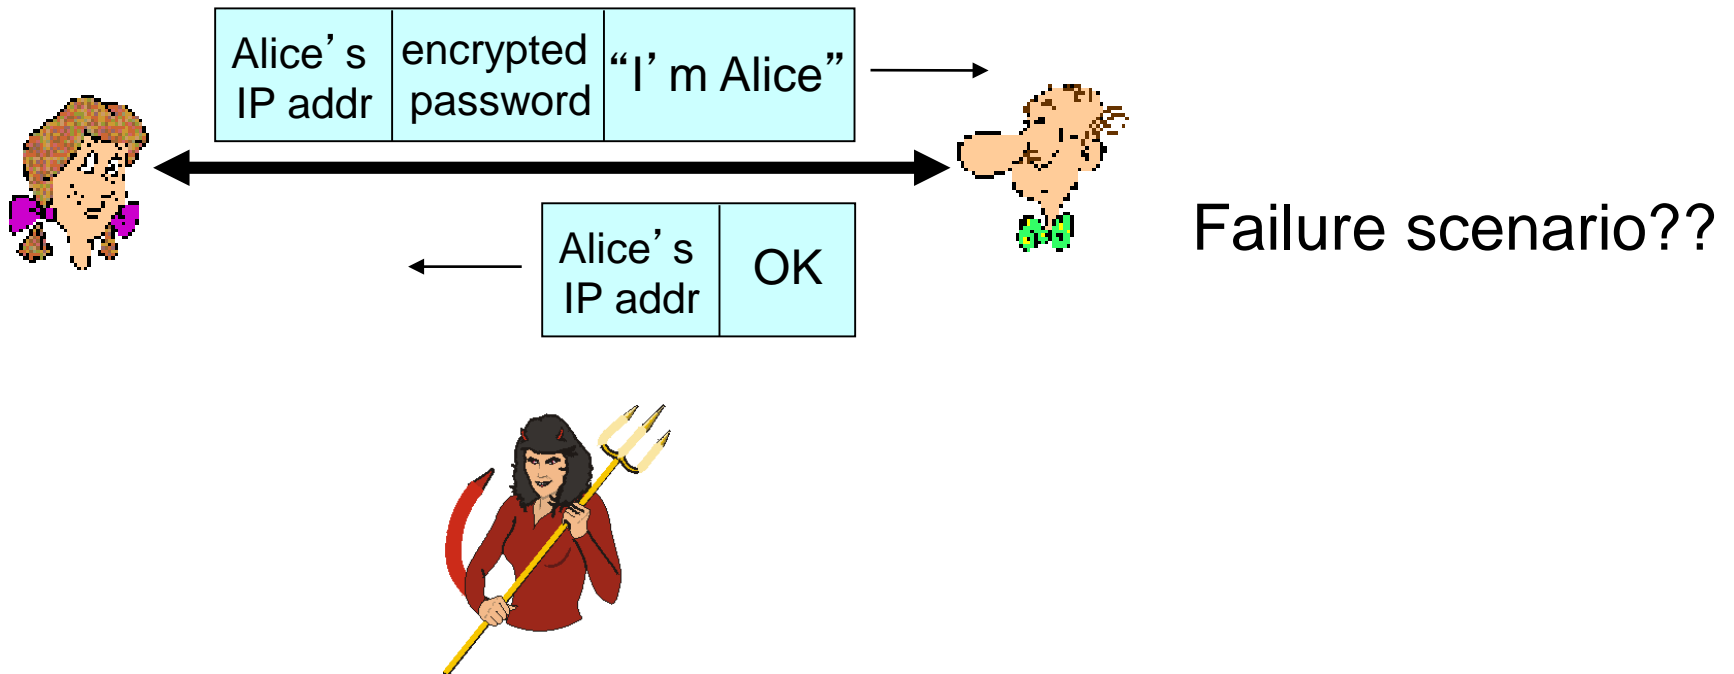 Alice’s
IP addr
encrypted
password
“I’m Alice”
Failure scenario??
Alice’s
IP addr
OK